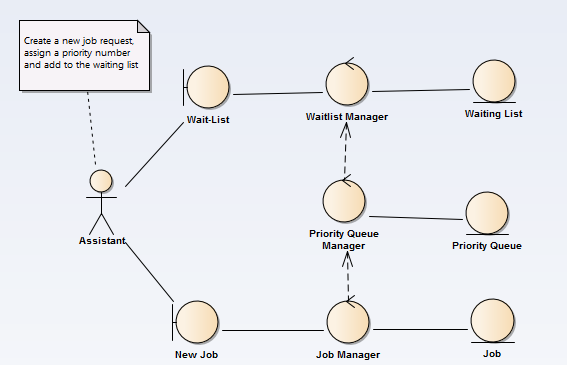 Create a new job request,
assign a priority number
and add to the waiting list
Wait-List
Waitlist Manager
Waiting List
Assistant
Priority Queue
Manager
Priority Queue
New Job
Job Manager
Job